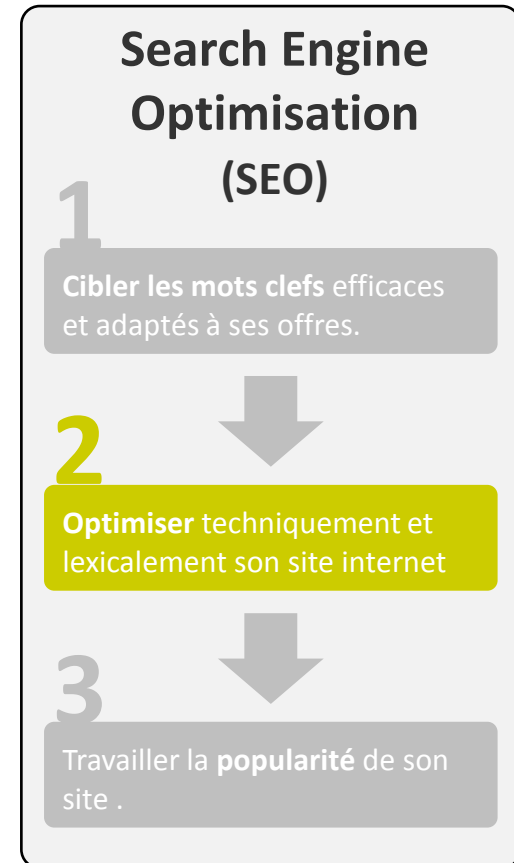 Search Engine
Optimisation
(SEO)
1
Cibler les mots clefs efficaces
et adaptés à ses offres.
2
Optimiser techniquement et
lexicalement son site internet
3
Travailler la popularité de son
site .